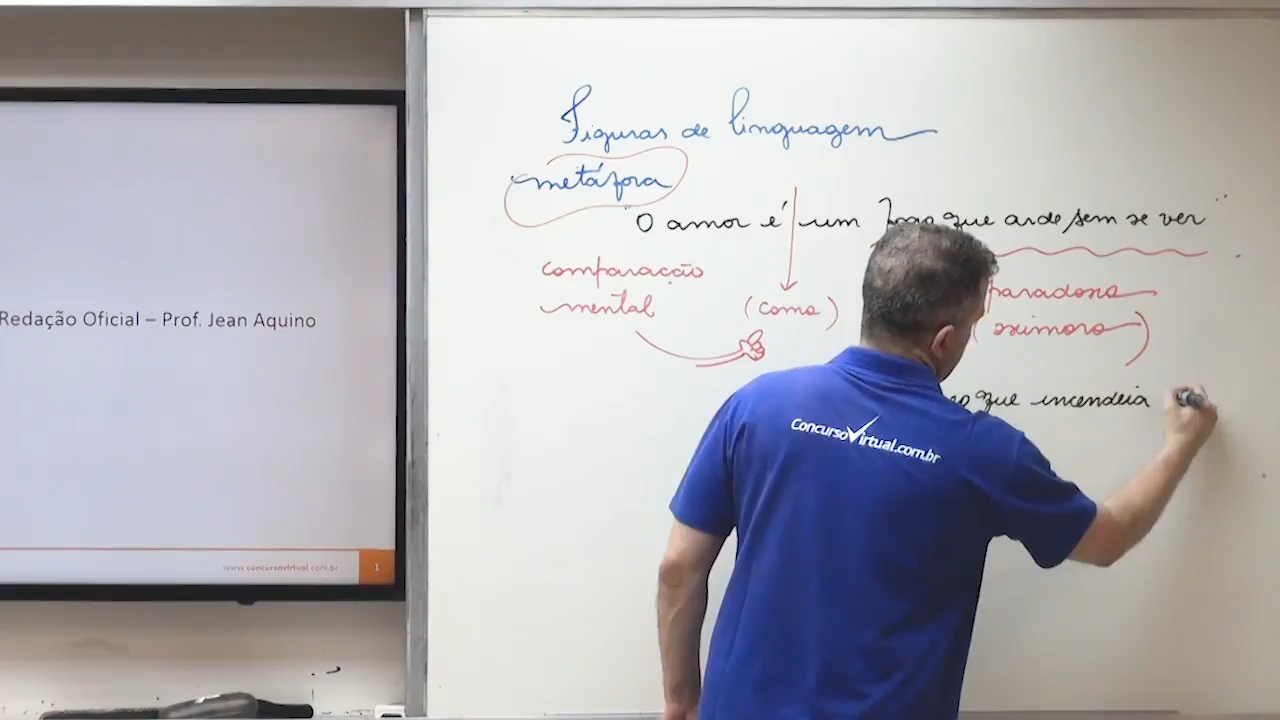 Redação Oficial – Prof. Jean Aquino
www.concursovirtual.com.br
1
Figuras de linguagem
metáfora
"O amor é um fogo que arde sem se ver"
comparação
mental
(como)
paradoxo
(oximoro)
que incendeia
ConcursoVirtual.com.br